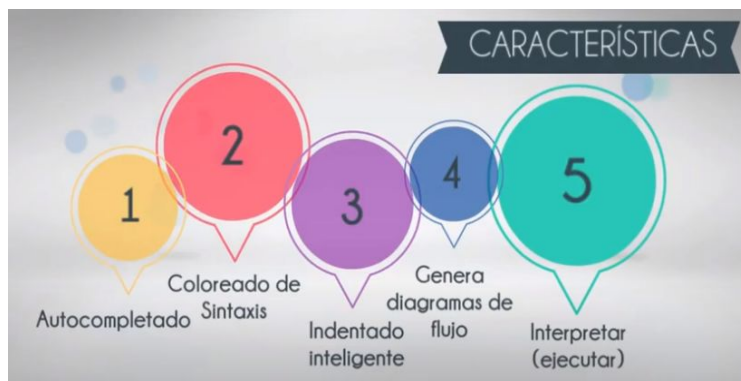 CARACTERÍSTICAS
1
Autocompletado
2
Coloreado de
Sintaxis
3
Indentado
inteligente
4
Genera
diagramas de
flujo
5
Interpretar
(ejecutar)